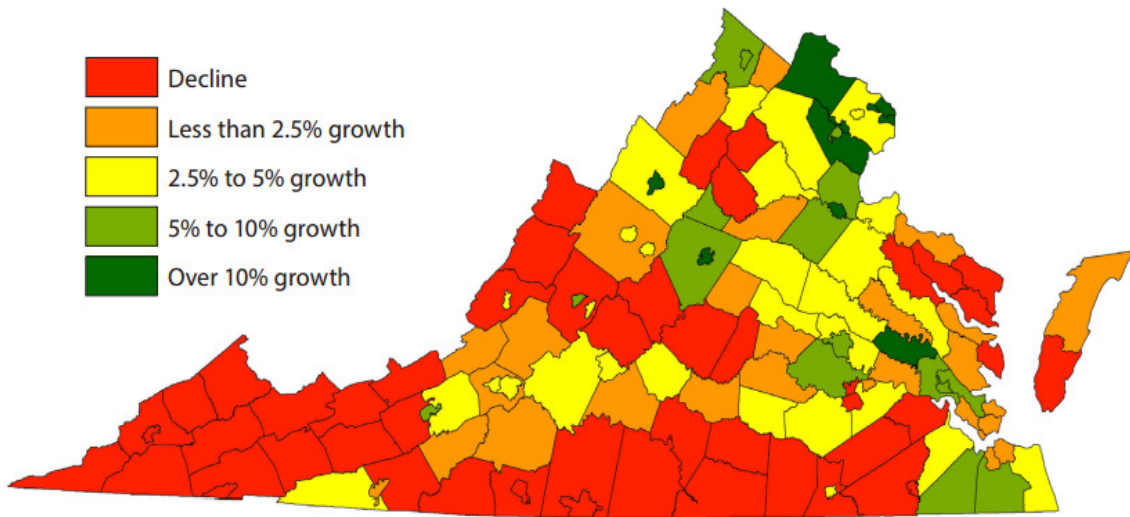 Decline
Less than 2.5% growth
2.5% to 5% growth
5% to 10% growth
Over 10% growth